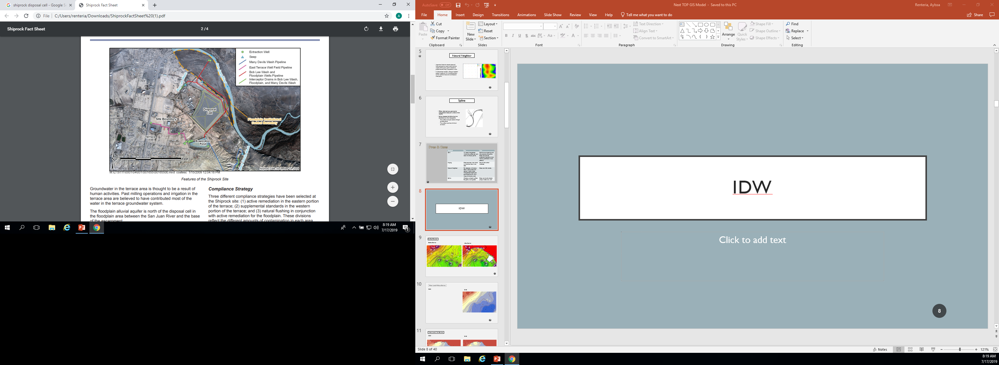 shiprock disposal cell - Google S
Shiprock Fact Sheet
File
C:/Users/renteria/Downloads/ShiprockFactSheet%20(1).pdf
A
Shiprock Fact Sheet
2 / 4
Extraction Well
Seep
Many Devils Wash Pipeline
East Terrace Well Field Pipeline
Bob Lee Wash and
Floodplain Wells Pipeline
Interceptor Drains in Bob Lee Wash,
Floodplain, and Many Devils Wash
San Juan River
Bob Lee Wash
Disposal
Cell
Site Boundary
Floodplain Institutional
Control Boundary
Terrace
Evaporation
Pond
Many Devils Wash
N
2,000 1,000 0 2,000
Feet
Airphoto Date: November 14, 2004
M:\LTS\111\0001\04\001\S01655\S0165500.mxd coatesc 1/15/2009 12:04:18 PM
Features of the Shiprock Site
Groundwater in the terrace area is thought to be a result of
human activities. Past milling operations and irrigation in the
terrace area are believed to have contributed most of the
water in the terrace groundwater system.
The floodplain alluvial aquifer is north of the disposal cell in
the floodplain area between the San Juan River and the base
of the escarpment.
Compliance Strategy
Three different compliance strategies have been selected at
the Shiprock site: (1) active remediation in the eastern portion
of the terrace; (2) supplemental standards in the western
portion of the terrace; and (3) natural flushing in conjunction
with active remediation for the floodplain. These divisions
reflect the different amounts of contamination in each area
8:19 AM
7/17/2019
1
AutoSave Off
Next TOP GIS Model - Saved to this PC
Renteria, Aylssa
File Home Insert Design Transitions Animations Slide Show Review View Help Tell me what you want to do
Share
Paste
Cut
Copy
Format Painter
Clipboard
New
Slide
Layout
Reset
Section
Slides
B I U S abc AV Aa A
Font
Text Direction
Align Text
Convert to SmartArt
Paragraph
Arrange
Quick
Styles
Shape Fill
Shape Outline
Shape Effects
Drawing
Find
Replace
Select
Editing
5
Natural Neighbor
6
Spline
7
Pros & Cons
8
IDW
9
10
11
IDW
Click to add text
8
Slide 8 of 40
Notes
121%
8:19 AM
7/17/2019